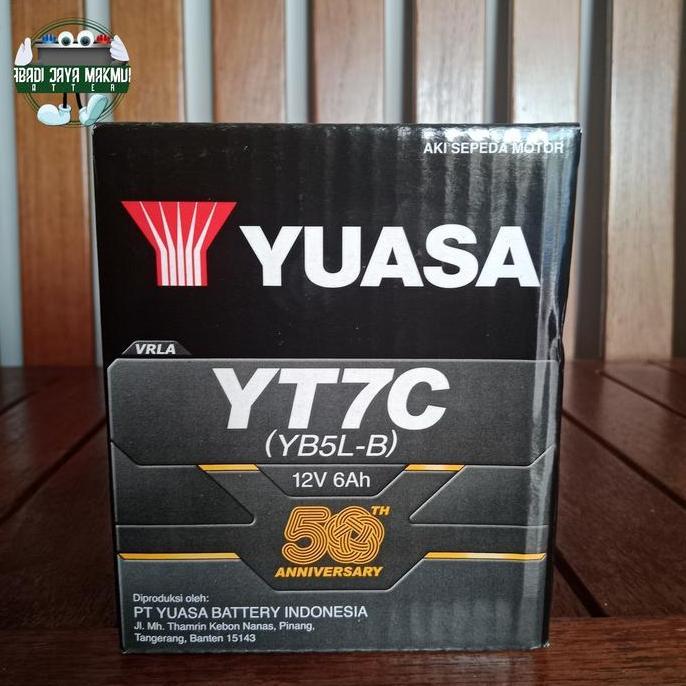 ABADI JAYA MAKMUR
BATTERY
AKI SEPEDA MOTOR
YUASA
VRLA
YT7C
(YB5L-B)
12V 6Ah
50TH
ANNIVERSARY
Diproduksi oleh:
PT YUASA BATTERY INDONESIA
Jl. Mh. Thamrin Kebon Nanas, Pinang,
Tangerang, Banten 15143